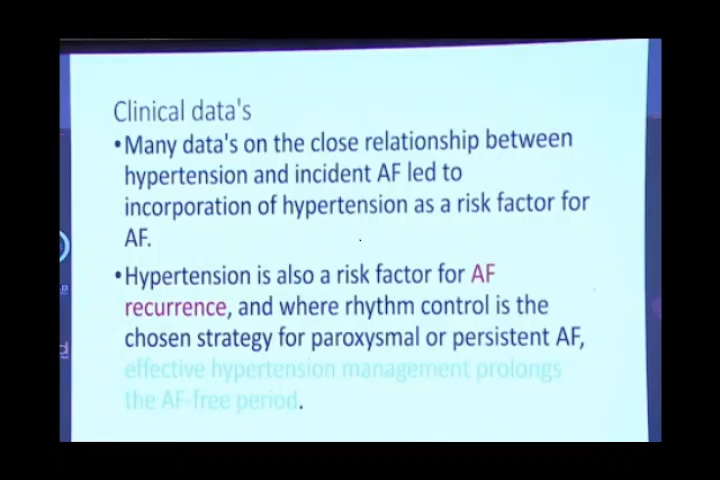 Clinical data's
•Many data's on the close relationship between
hypertension and incident AF led to
incorporation of hypertension as a risk factor for
AF.
•Hypertension is also a risk factor for AF
recurrence, and where rhythm control is the
chosen strategy for paroxysmal or persistent AF,
effective hypertension management prolongs
the AF-free period.
d